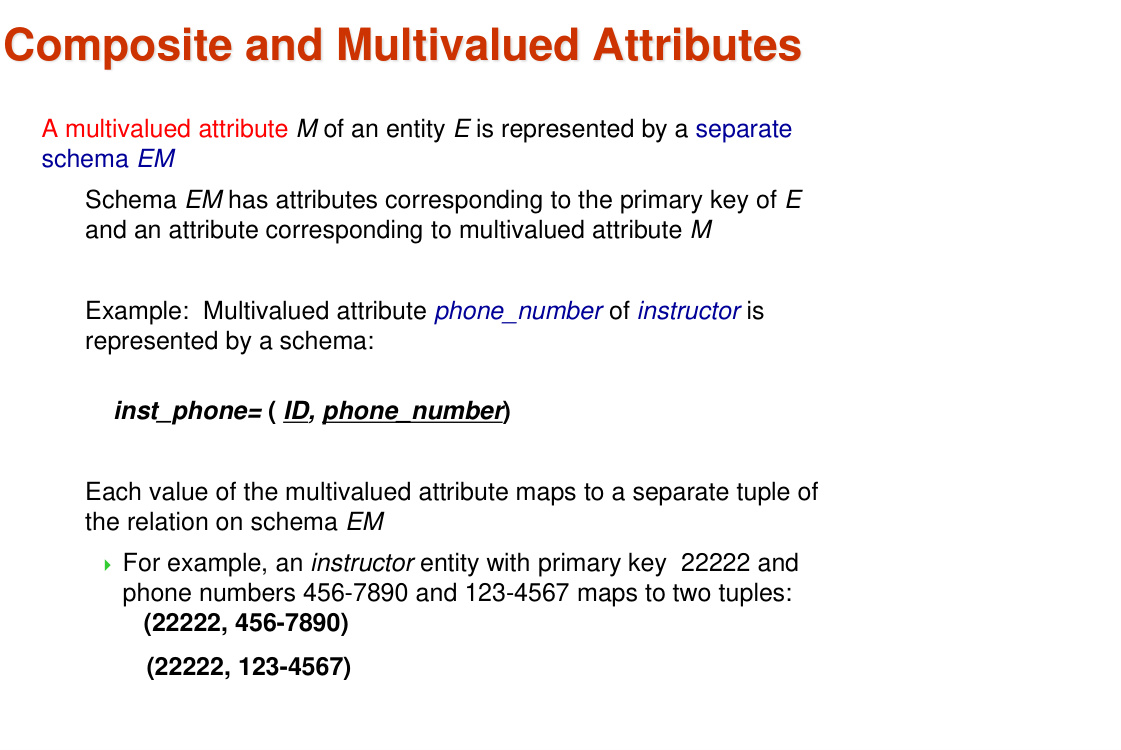 Composite and Multivalued Attributes
A multivalued attribute M of an entity E is represented by a separate
schema EM
Schema EM has attributes corresponding to the primary key of E
and an attribute corresponding to multivalued attribute M
Example:  Multivalued attribute phone_number of instructor is
represented by a schema:
inst_phone= ( ID, phone_number)
Each value of the multivalued attribute maps to a separate tuple of
the relation on schema EM
For example, an instructor entity with primary key  22222 and
phone numbers 456-7890 and 123-4567 maps to two tuples:
(22222, 456-7890)
(22222, 123-4567)